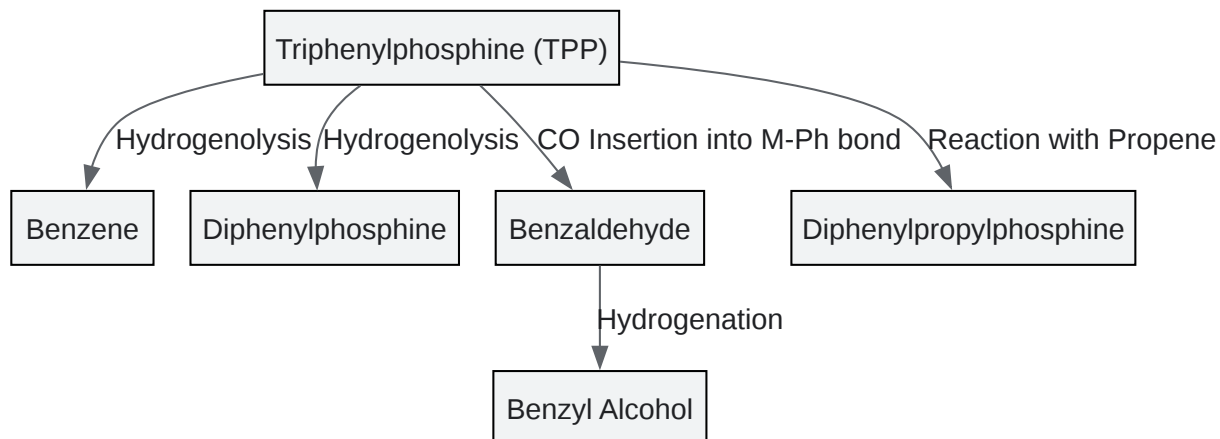 Triphenylphosphine (TPP)
Hydrogenolysis
Hydrogenolysis
CO Insertion into M-Ph bond
Reaction with Propene
Benzene
Diphenylphosphine
Benzaldehyde
Diphenylpropylphosphine
Hydrogenation
Benzyl Alcohol